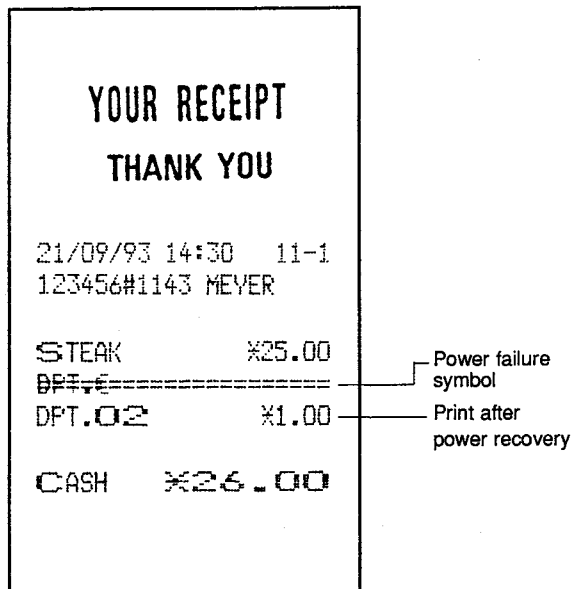 YOUR RECEIPT
THANK YOU
21/09/93 14:30 11-1
123456#1143 MEYER
STEAK *25.00
DPT.================
Power failure symbol
DPT.02 *1.00
Print after power recovery
CASH *26.00